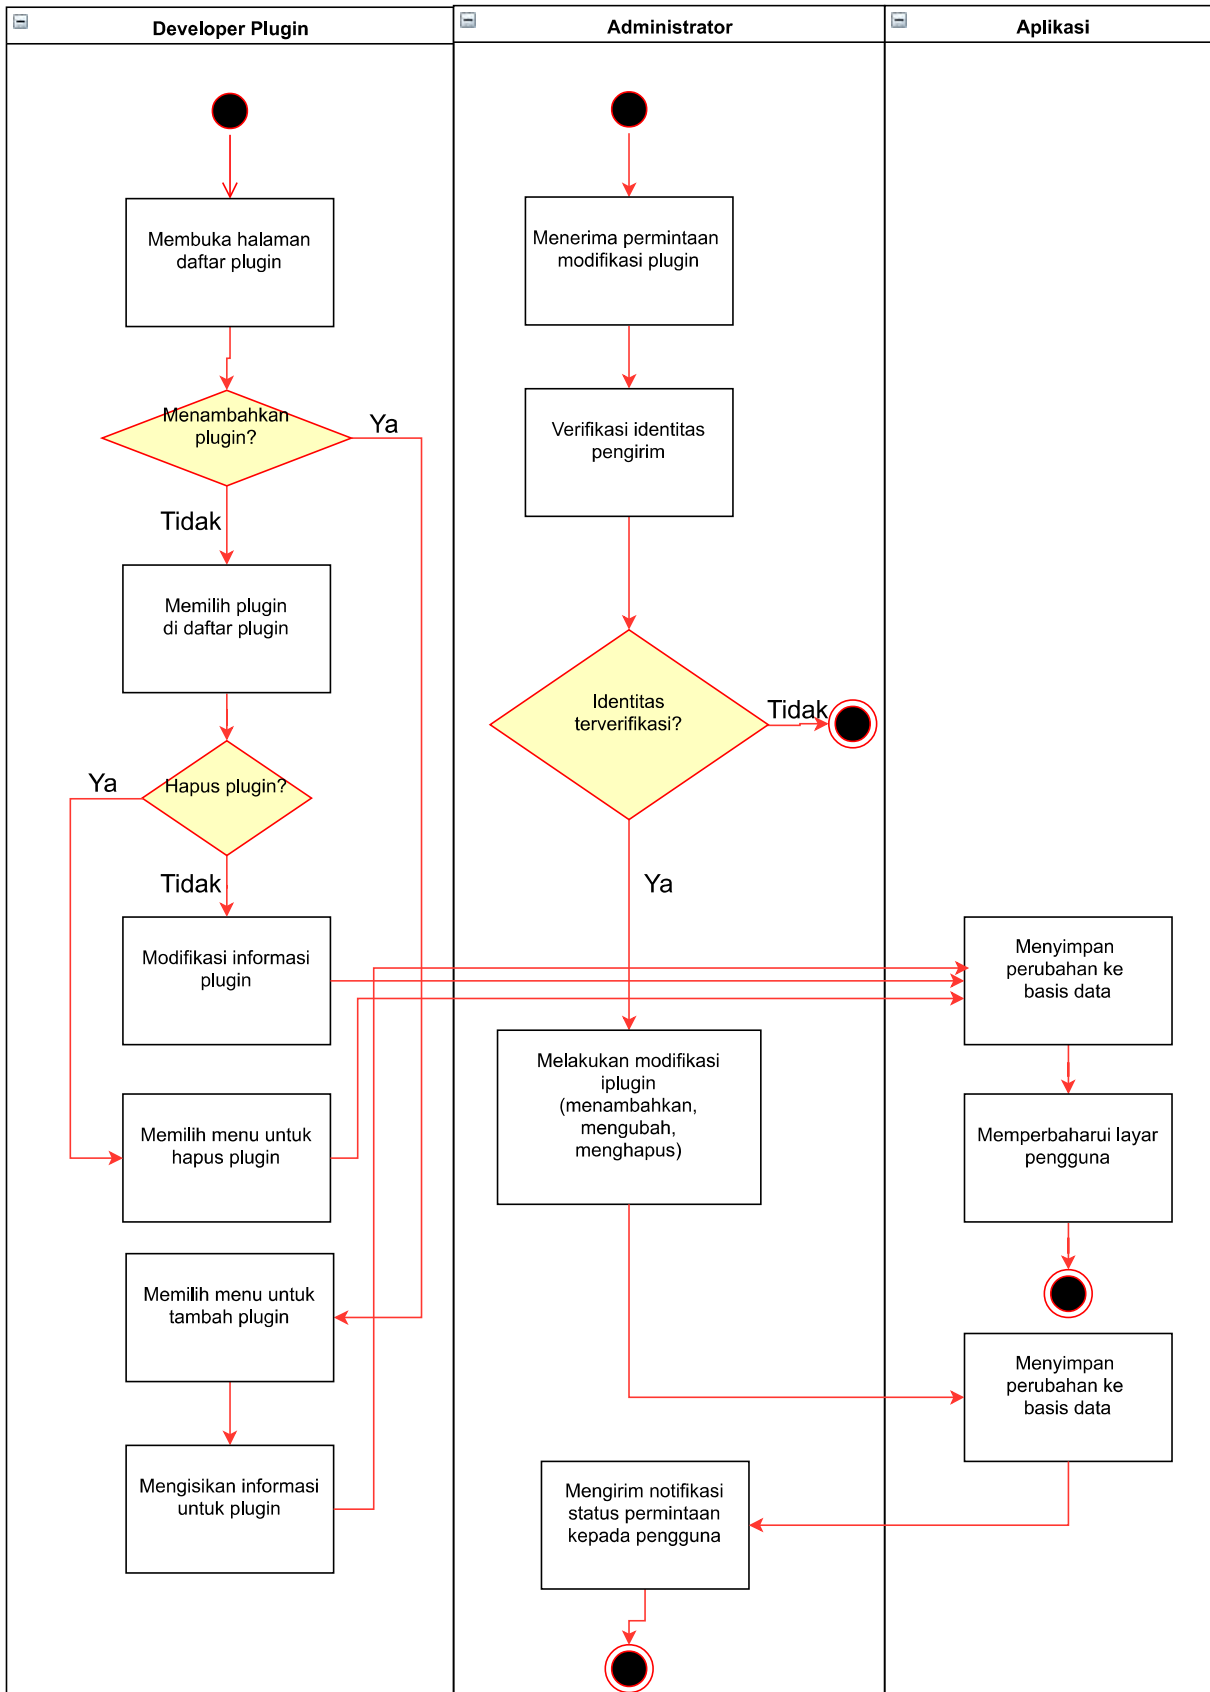 Developer Plugin
Administrator
Aplikasi
Membuka halaman
daftar plugin
Menambahkan
plugin?
Ya
Tidak
Memilih plugin
di daftar plugin
Hapus plugin?
Ya
Tidak
Modifikasi informasi
plugin
Memilih menu untuk
hapus plugin
Memilih menu untuk
tambah plugin
Mengisikan informasi
untuk plugin
Menerima permintaan
modifikasi plugin
Verifikasi identitas
pengirim
Identitas
terverifikasi?
Tidak
Ya
Melakukan modifikasi
iplugin
(menambahkan,
mengubah,
menghapus)
Mengirim notifikasi
status permintaan
kepada pengguna
Menyimpan
perubahan ke
basis data
Memperbaharui layar
pengguna
Menyimpan
perubahan ke
basis data